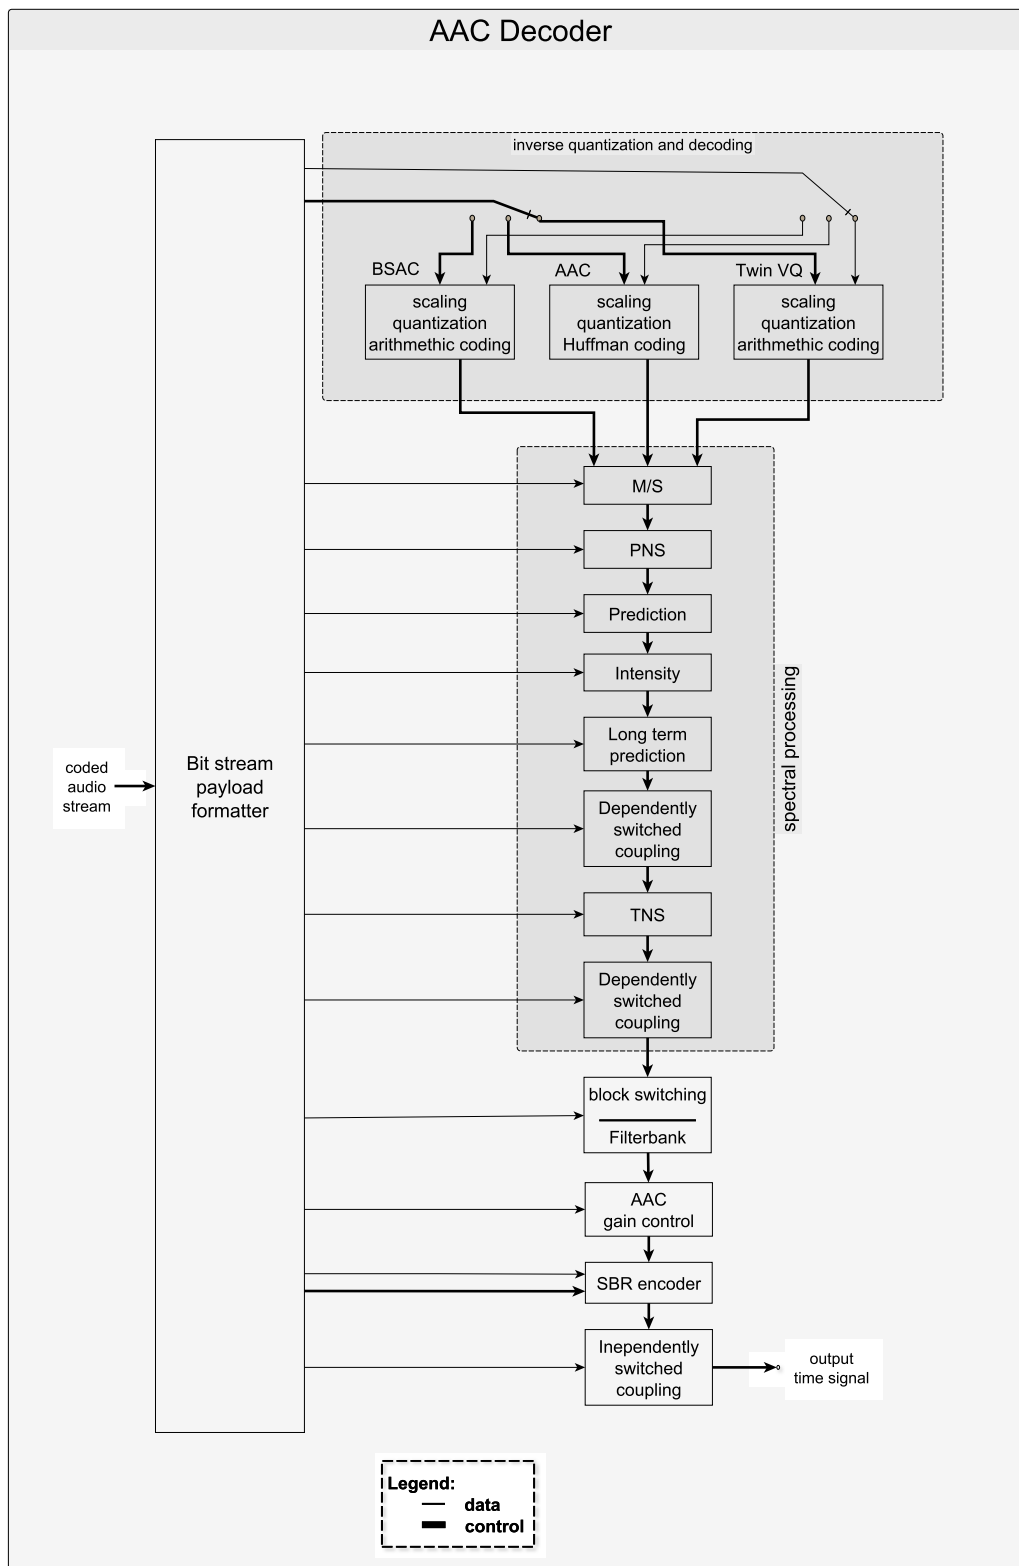 AAC Decoder
inverse quantization and decoding
BSAC
AAC
Twin VQ
scaling
quantization
arithmethic coding
scaling
quantization
Huffman coding
scaling
quantization
arithmethic coding
M/S
PNS
Prediction
Intensity
Long term
prediction
Dependently
switched
coupling
TNS
Dependently
switched
coupling
spectral processing
coded
audio
stream
Bit stream
payload
formatter
block switching
Filterbank
AAC
gain control
SBR encoder
Inependently
switched
coupling
output
time signal
Legend:
data
control